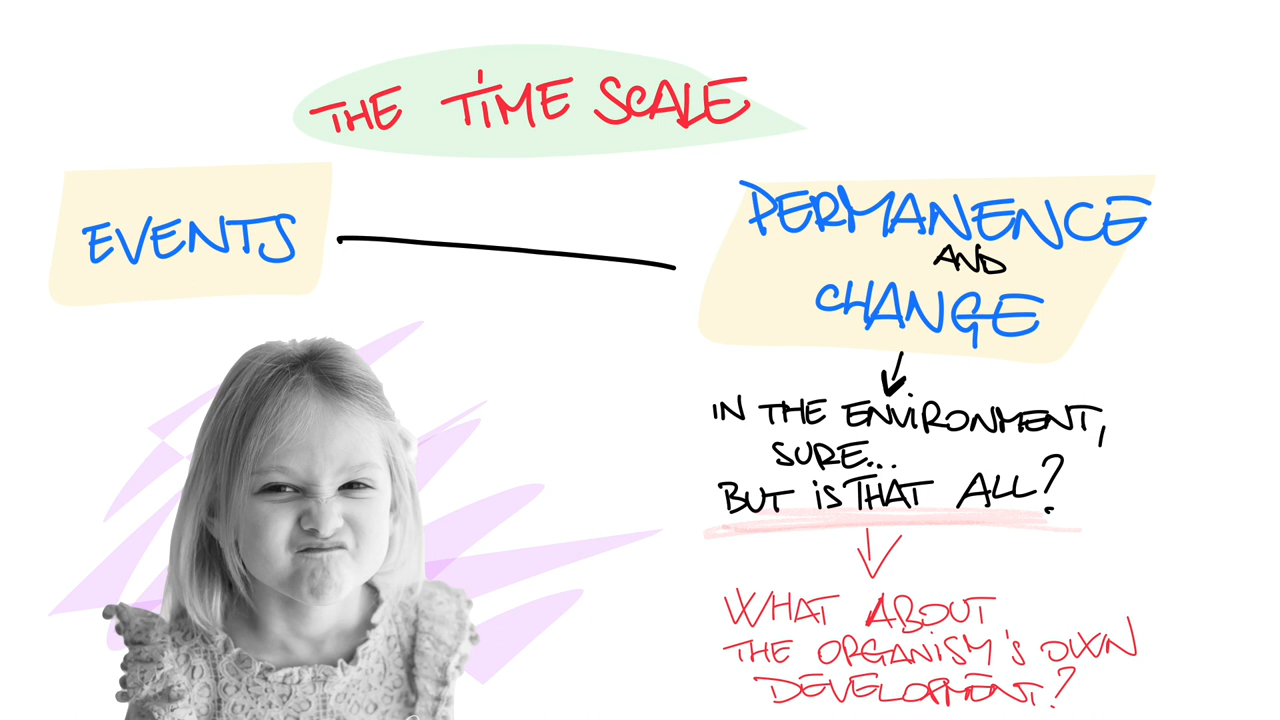 THE TIME SCALE
EVENTS
PERMANENCE
AND
CHANGE
IN THE ENVIRONMENT,
SURE...
BUT IS THAT ALL?
WHAT ABOUT
THE ORGANISM'S OWN
DEVELOPMENT?